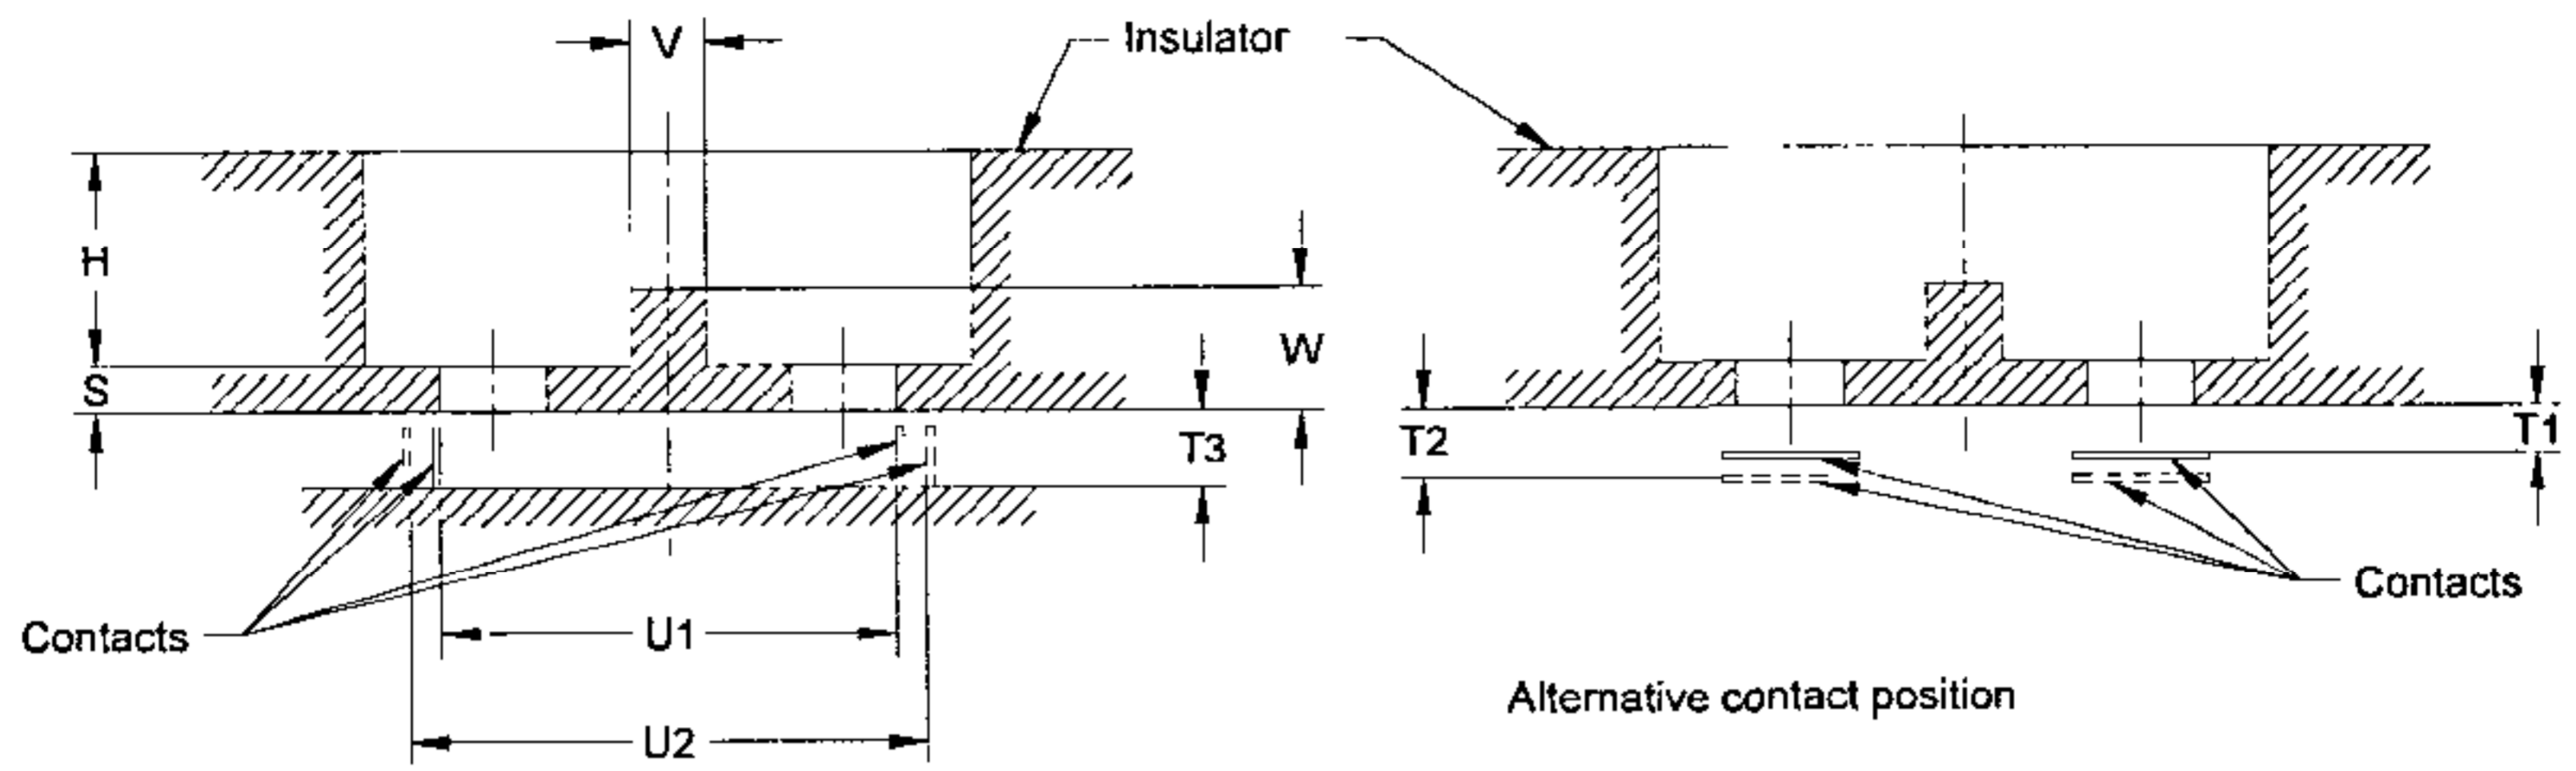 V
Insulator
H
S
W
T3
T2
T1
Contacts
U1
Contacts
U2
Alternative contact position